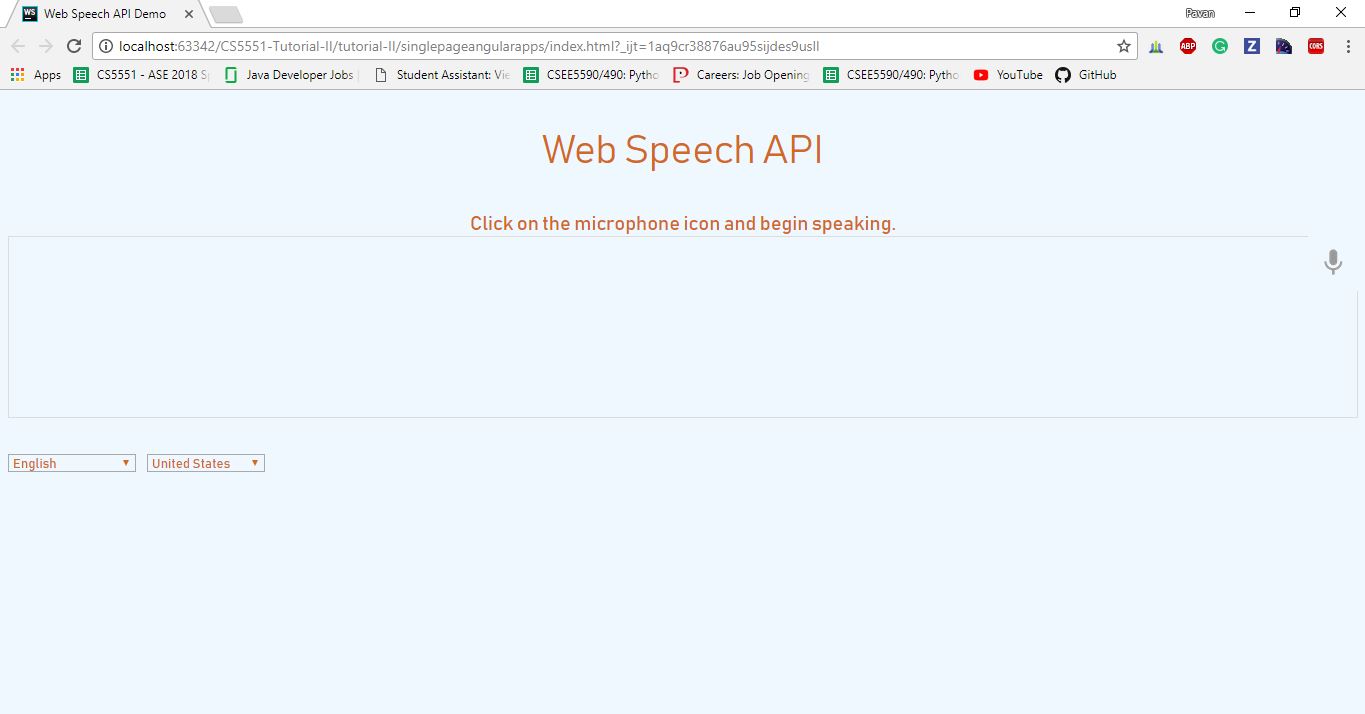 WS Web Speech API Demo Pavan
localhost:63342/CS5551-Tutorial-II/tutorial-II/singlepageangularapps/index.html?_ijt=1aq9cr38876au95sijdes9usll ABP G Z CORS
Apps CS5551 - ASE 2018 S Java Developer Jobs Student Assistant: Vie CSEE5590/490: Pytho Careers: Job Opening CSEE5590/490: Pytho YouTube GitHub
Web Speech API
Click on the microphone icon and begin speaking.
English United States